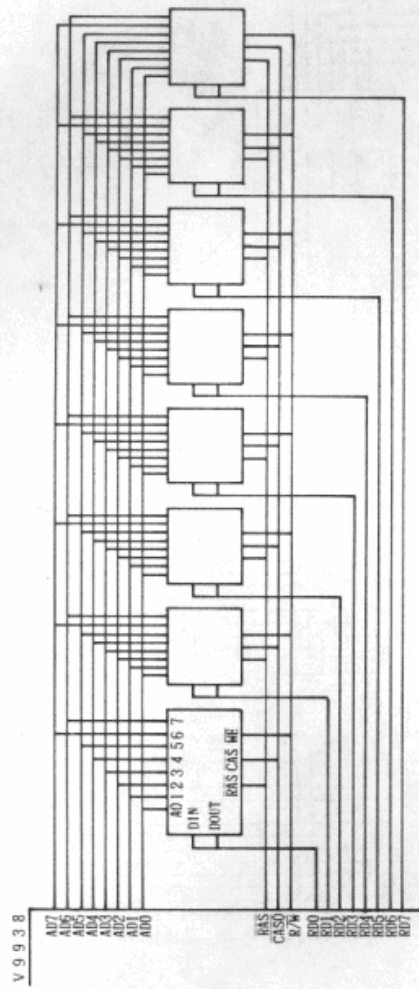 V9938
AD7
AD6
AD5
AD4
AD3
AD2
AD1
AD0
RAS
CAS0
R/W
RD0
RD1
RD2
RD3
RD4
RD5
RD6
RD7
A0 1 2 3 4 5 6 7
DIN
DOUT
RAS CAS WE